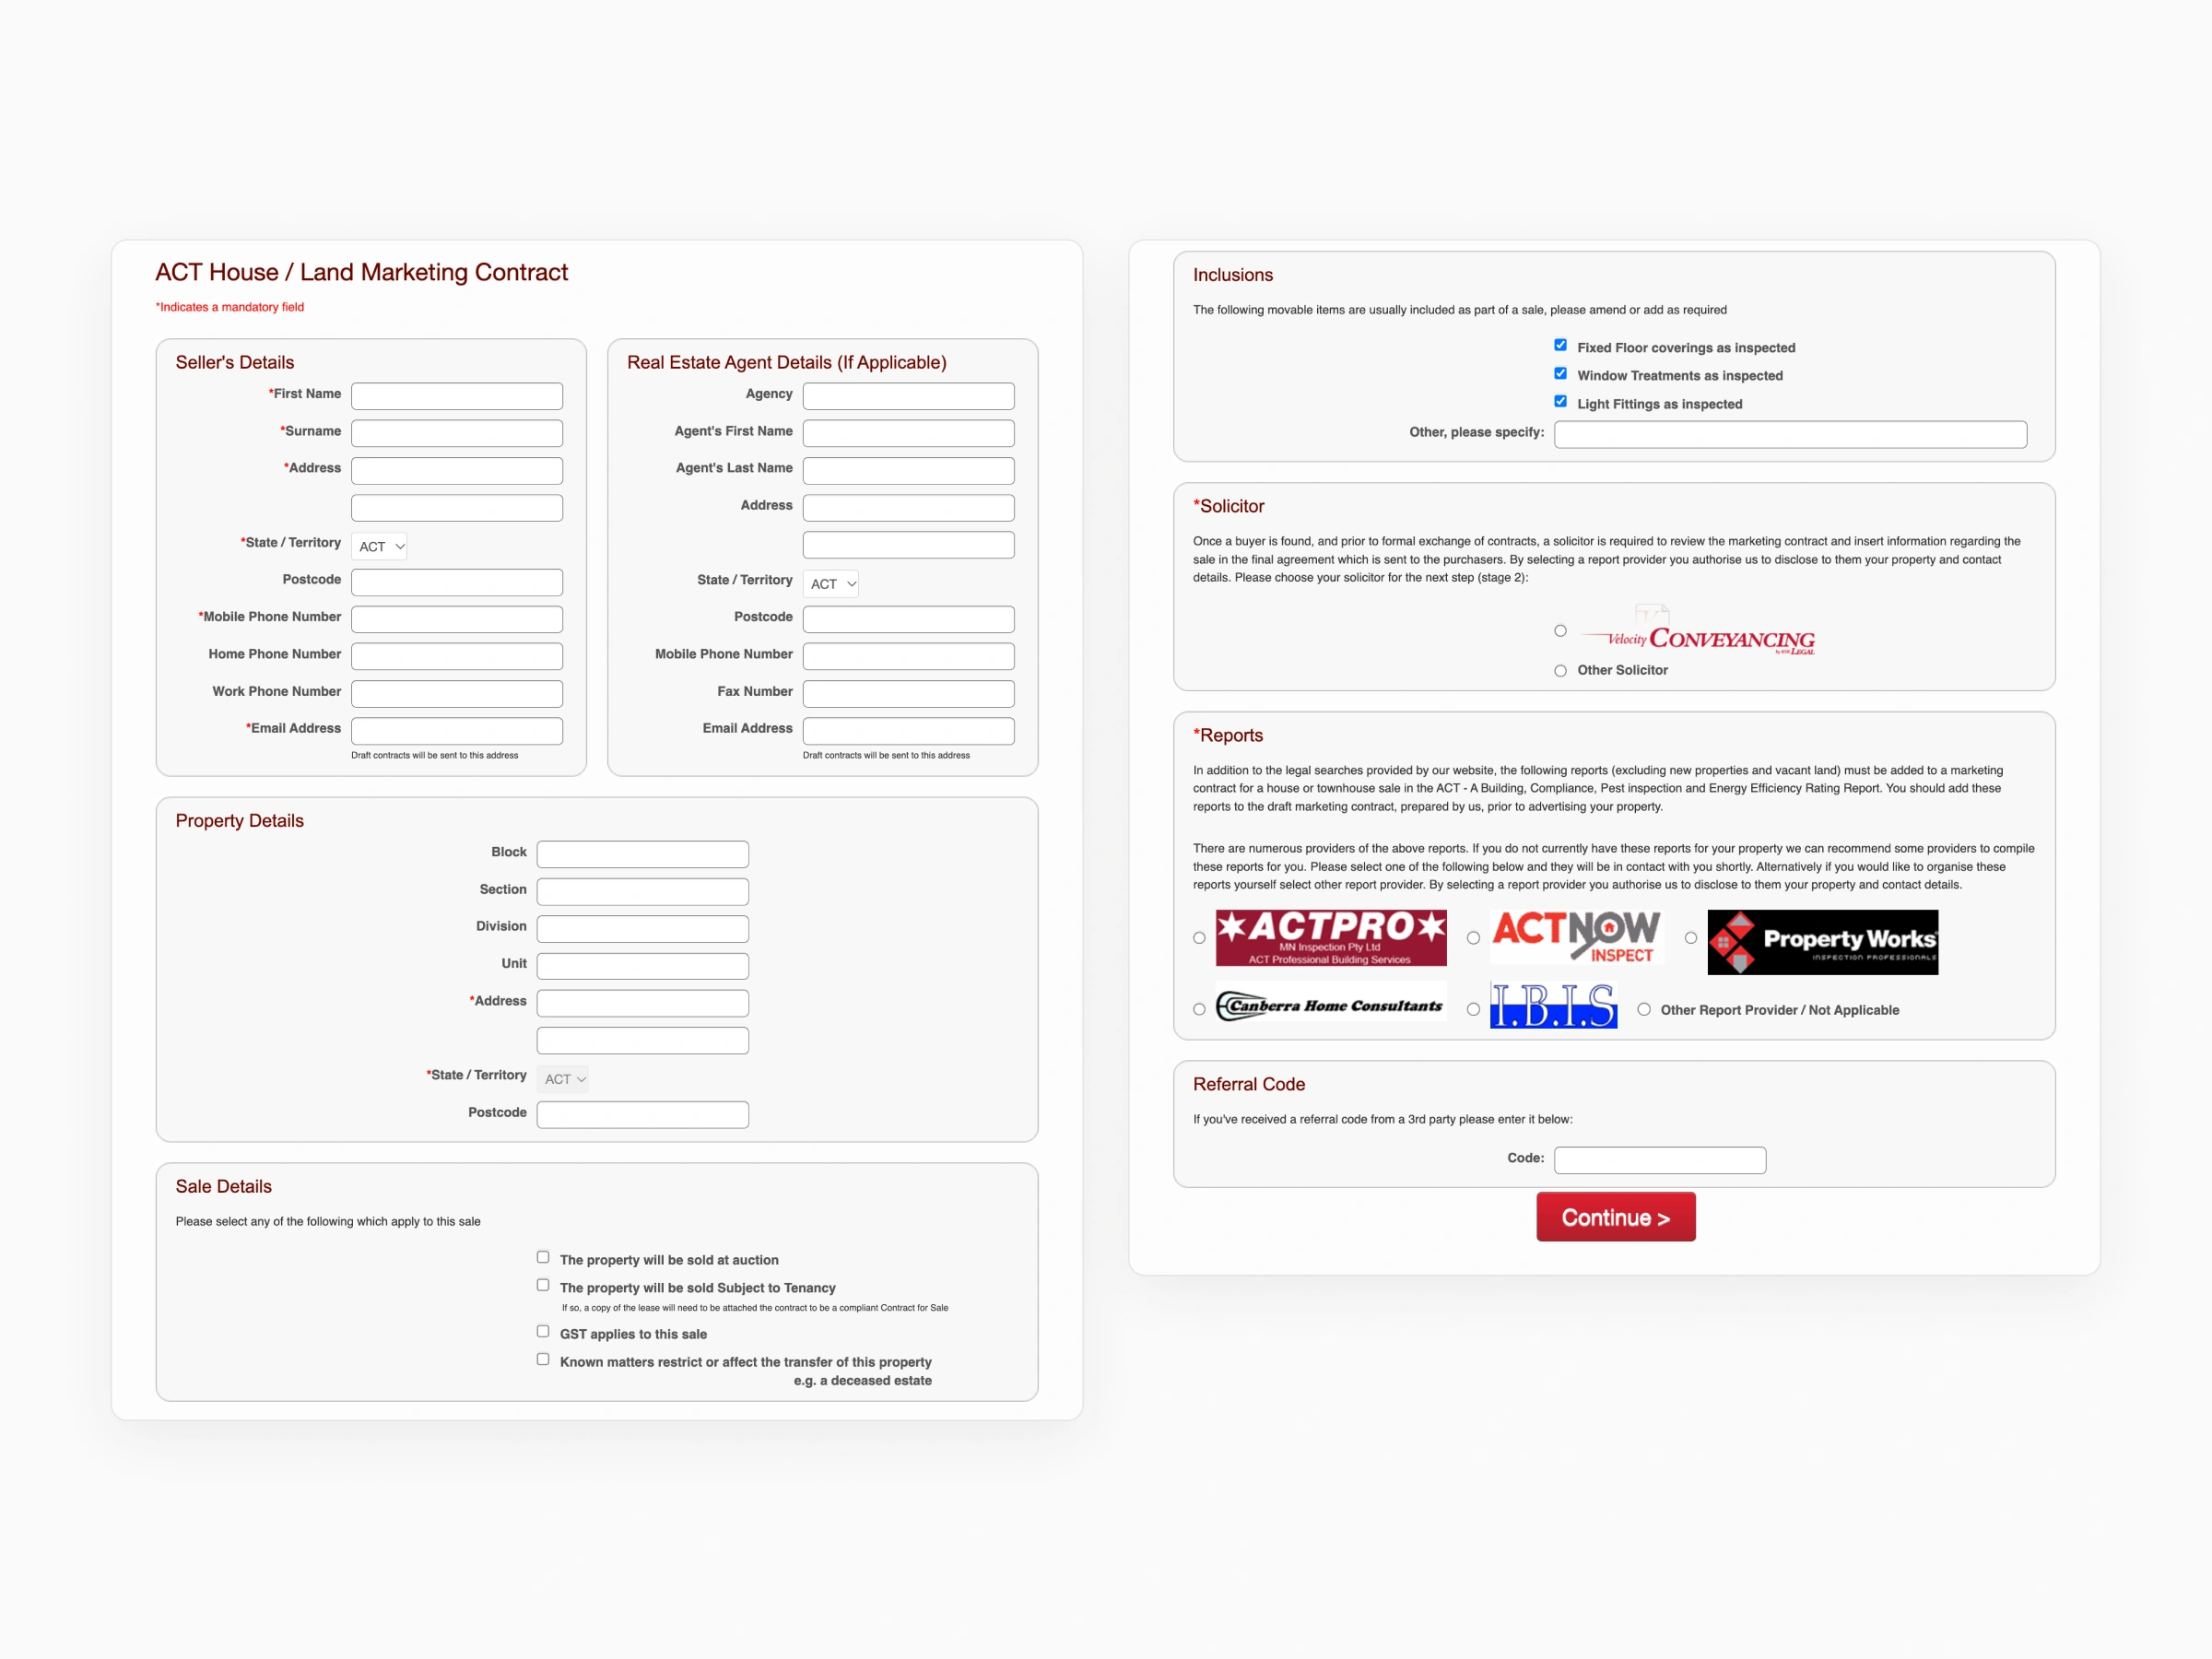 ACT House / Land Marketing Contract
*Indicates a mandatory field
Seller's Details
*First Name
*Surname
*Address
*State / Territory ACT
Postcode
*Mobile Phone Number
Home Phone Number
Work Phone Number
*Email Address
Draft contracts will be sent to this address
Real Estate Agent Details (If Applicable)
Agency
Agent's First Name
Agent's Last Name
Address
State / Territory ACT
Postcode
Mobile Phone Number
Fax Number
Email Address
Draft contracts will be sent to this address
Property Details
Block
Section
Division
Unit
*Address
*State / Territory ACT
Postcode
Sale Details
Please select any of the following which apply to this sale
The property will be sold at auction
The property will be sold Subject to Tenancy
If so, a copy of the lease will need to be attached the contract to be a compliant Contract for Sale
GST applies to this sale
Known matters restrict or affect the transfer of this property
e.g. a deceased estate
Inclusions
The following movable items are usually included as part of a sale, please amend or add as required
Fixed Floor coverings as inspected
Window Treatments as inspected
Light Fittings as inspected
Other, please specify:
*Solicitor
Once a buyer is found, and prior to formal exchange of contracts, a solicitor is required to review the marketing contract and insert information regarding the
sale in the final agreement which is sent to the purchasers. By selecting a report provider you authorise us to disclose to them your property and contact
details. Please choose your solicitor for the next step (stage 2):
Velocity CONVEYANCING
LEGAL
Other Solicitor
*Reports
In addition to the legal searches provided by our website, the following reports (excluding new properties and vacant land) must be added to a marketing
contract for a house or townhouse sale in the ACT - A Building, Compliance, Pest inspection and Energy Efficiency Rating Report. You should add these
reports to the draft marketing contract, prepared by us, prior to advertising your property.
There are numerous providers of the above reports. If you do not currently have these reports for your property we can recommend some providers to compile
these reports for you. Please select one of the following below and they will be in contact with you shortly. Alternatively if you would like to organise these
reports yourself select other report provider. By selecting a report provider you authorise us to disclose to them your property and contact details.
ACTPRO
MN Inspection Pty Ltd
ACT Professional Building Services
ACTNOW
INSPECT
Property Works
INSPECTION PROFESSIONALS
Canberra Home Consultants
I.B.I.S
Other Report Provider / Not Applicable
Referral Code
If you've received a referral code from a 3rd party please enter it below:
Code:
Continue >